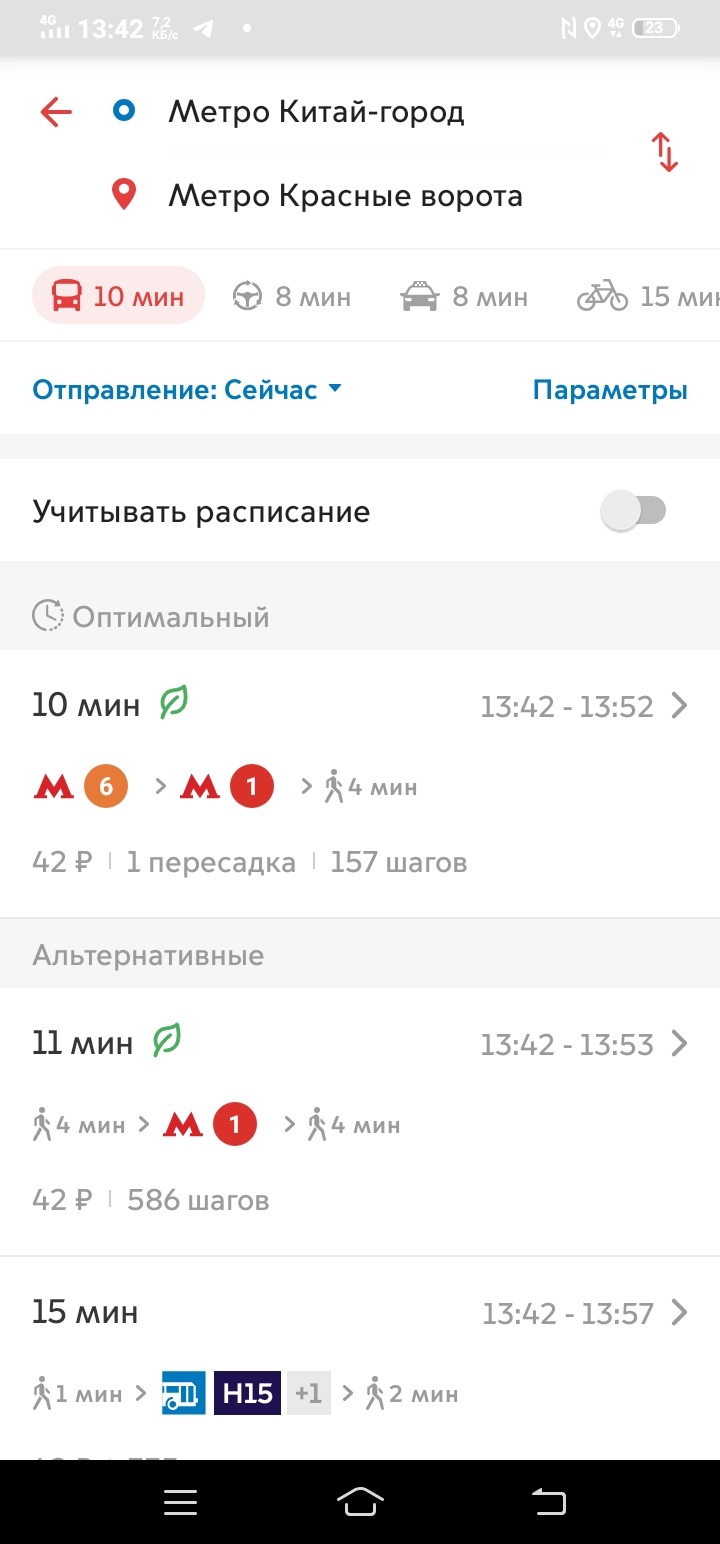 4G 13:42 7,2 КБ/с 4G 23
Метро Китай-город
Метро Красные ворота
10 мин 8 мин 8 мин 15 мин
Отправление: Сейчас Параметры
Учитывать расписание
Оптимальный
10 мин 13:42 - 13:52
М 6 > М 1 > 4 мин
42 ₽ | 1 пересадка | 157 шагов
Альтернативные
11 мин 13:42 - 13:53
4 мин > М 1 > 4 мин
42 ₽ | 586 шагов
15 мин 13:42 - 13:57
1 мин > Н15 +1 > 2 мин